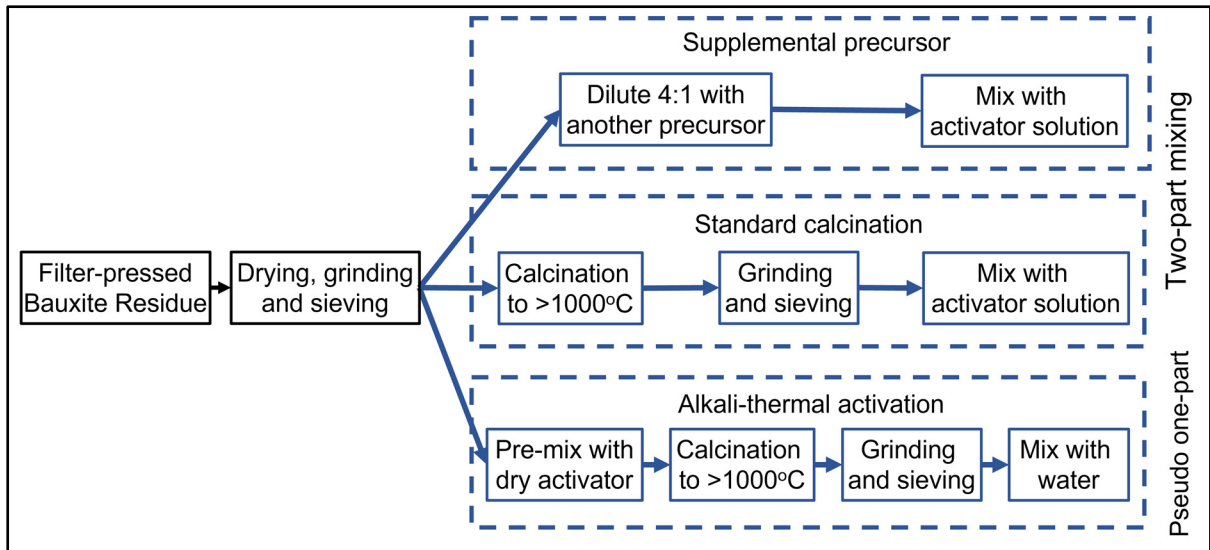 Supplemental precursor
Dilute 4:1 with
another precursor
Mix with
activator solution
Two-part mixing
Standard calcination
Filter-pressed
Bauxite Residue
Drying, grinding
and sieving
Calcination
to >1000ºC
Grinding
and sieving
Mix with
activator solution
Alkali-thermal activation
Pre-mix with
dry activator
Calcination
to >1000ºC
Grinding
and sieving
Mix with
water
Pseudo one-part